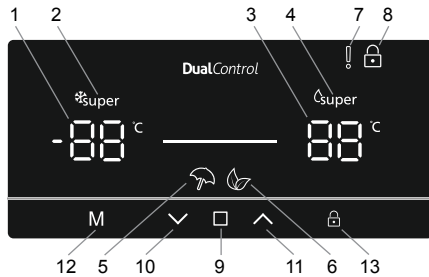 1 2 3 4 7 8
DualControl
super super
-88 °C 88 °C
M
12 5 10 9 11 6 13